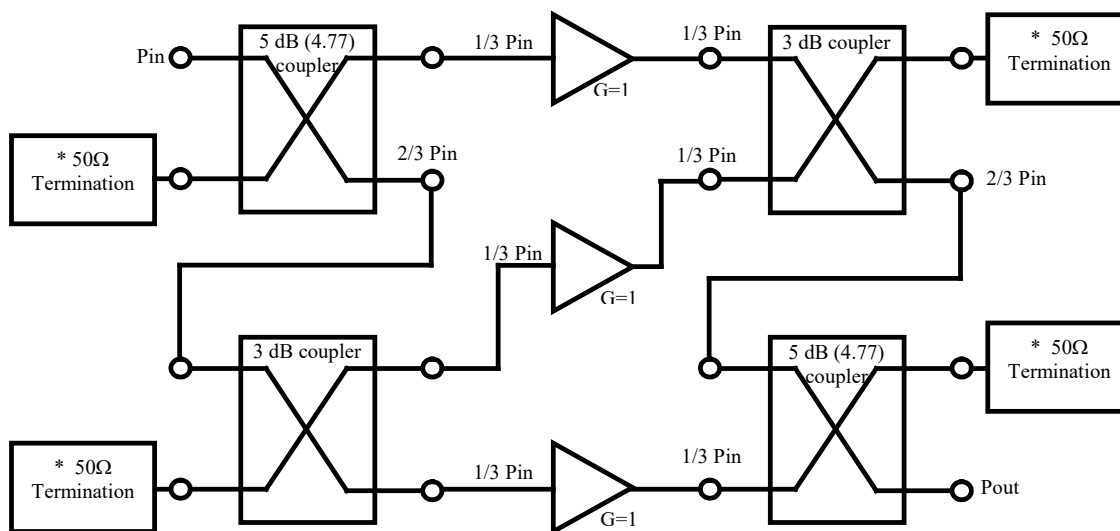 Pin
5 dB (4.77)
coupler
1/3 Pin
G=1
1/3 Pin
3 dB coupler
* 50Ω
Termination
* 50Ω
Termination
2/3 Pin
1/3 Pin
2/3 Pin
1/3 Pin
G=1
3 dB coupler
5 dB (4.77)
coupler
* 50Ω
Termination
* 50Ω
Termination
1/3 Pin
G=1
1/3 Pin
Pout